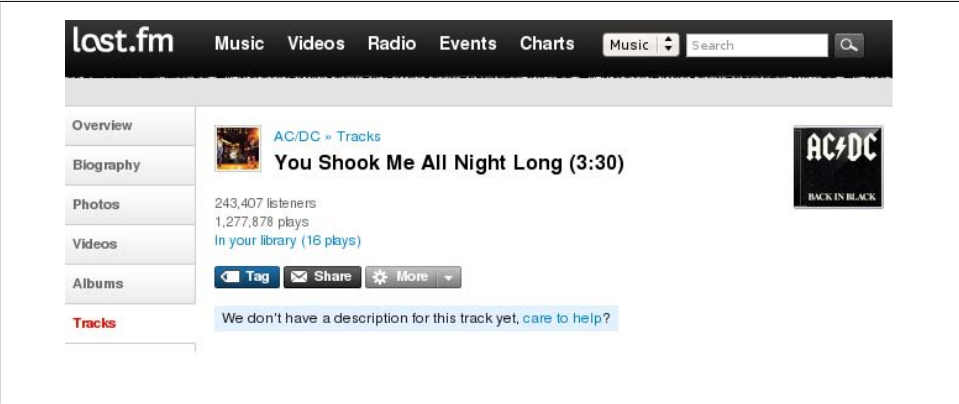 last.fm Music Videos Radio Events Charts Music Search
Overview
Biography
Photos
Videos
Albums
Tracks
AC/DC » Tracks
You Shook Me All Night Long (3:30)
243,407 listeners
1,277,878 plays
In your library (16 plays)
Tag Share More
We don't have a description for this track yet, care to help?
AC/DC
BACK IN BLACK